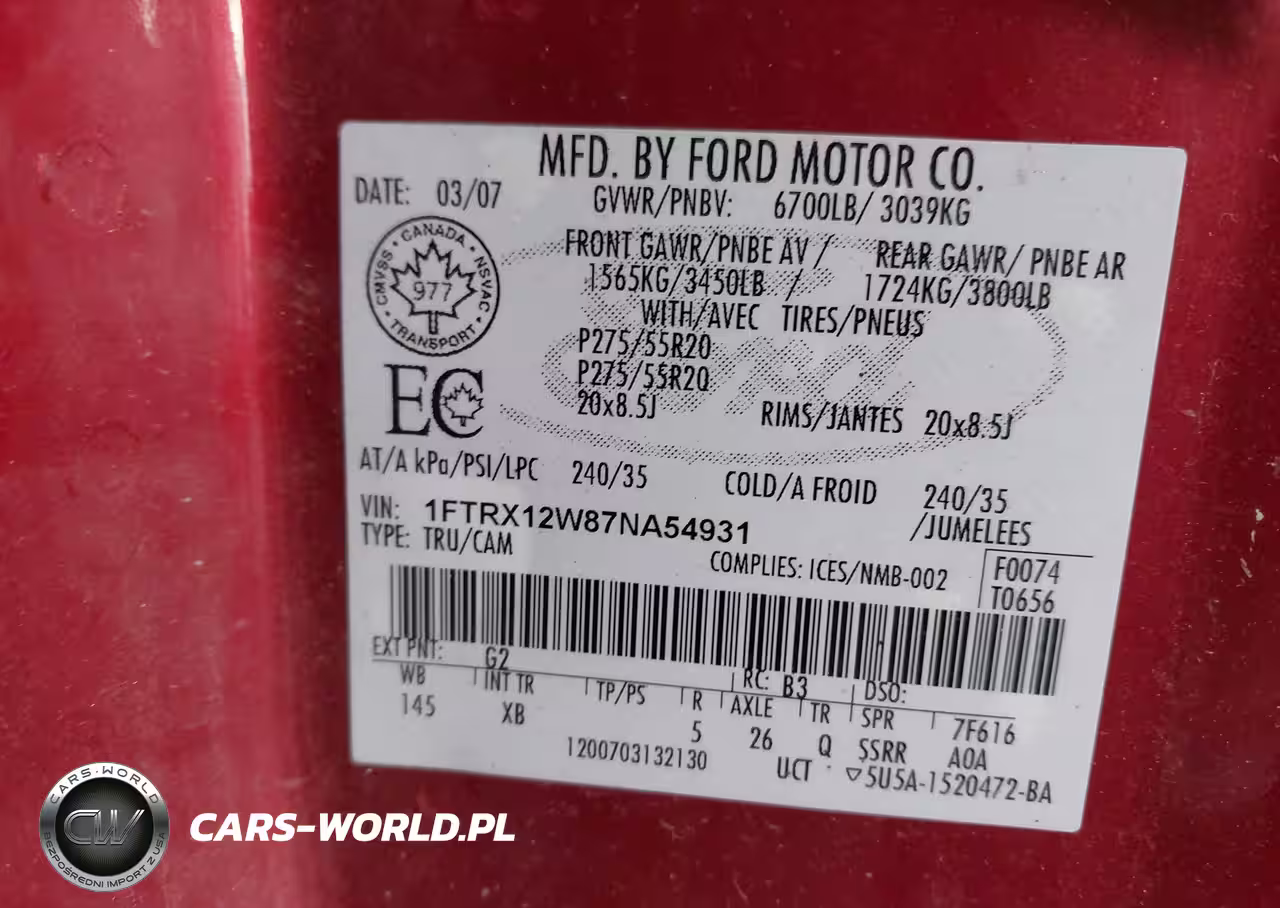 MFD. BY FORD MOTOR CO.
DATE: 03/07
GVWR/PNBV: 6700LB/ 3039KG
FRONT GAWR/PNBE AV / REAR GAWR/ PNBE AR
1565KG/3450LB / 1724KG/3800LB
WITH/AVEC TIRES/PNEUS
P275/55R20
P275/55R20
20x8.5J RIMS/JANTES 20x8.5J
CANADA · NSVAC · TRANSPORT · CMVSS
977
EC
AT/A kPa/PSI/LPC 240/35 COLD/A FROID 240/35
VIN: 1FTRX12W87NA54931 /JUMELEES
TYPE: TRU/CAM
COMPLIES: ICES/NMB-002
F0074
T0656
EXT PNT: G2 RC: B3 DSO:
WB INT TR TP/PS R AXLE TR SPR 7F616
145 XB 5 26 Q SSRR A0A
1200703132130 UCT ▽5U5A-1520472-BA
CARS-WORLD
CW
BEZPOŚREDNI IMPORT Z USA
CARS-WORLD.PL